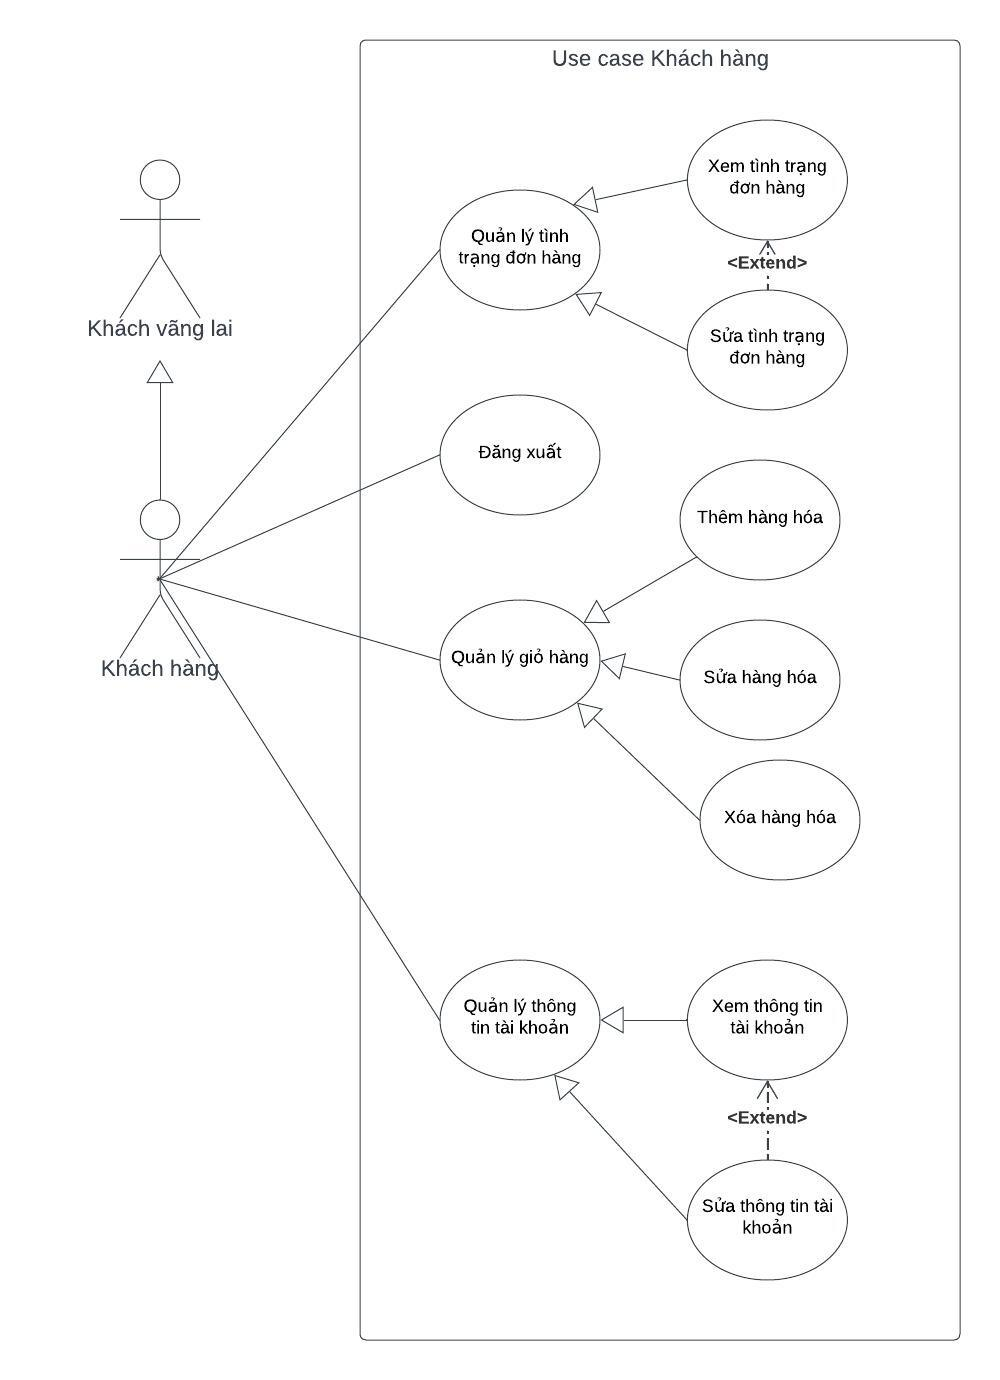 Use case Khách hàng
Xem tình trạng
đơn hàng
Quản lý tình
trạng đơn hàng
<Extend>
Khách vãng lai
Sửa tình trạng
đơn hàng
Đăng xuất
Thêm hàng hóa
Quản lý giỏ hàng
Khách hàng
Sửa hàng hóa
Xóa hàng hóa
Quản lý thông
tin tài khoản
Xem thông tin
tài khoản
<Extend>
Sửa thông tin tài
khoản